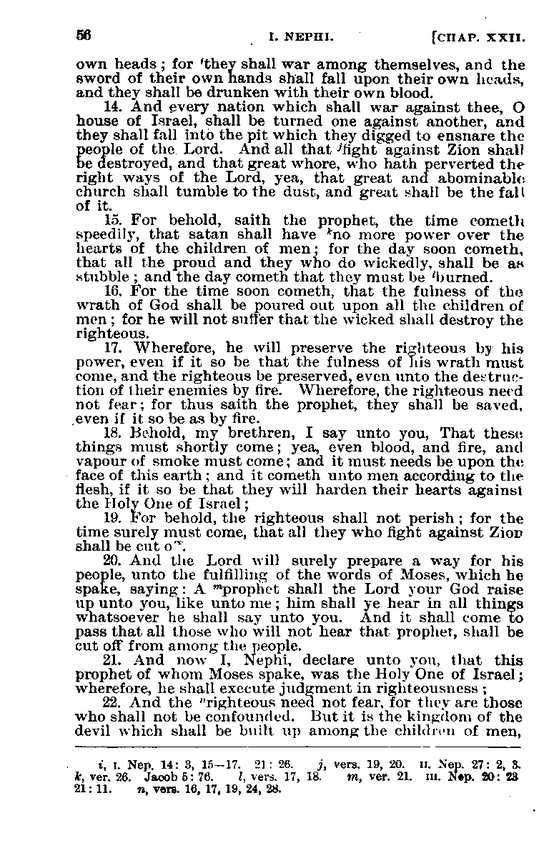 56 I. NEPHI. [CHAP. XXII.
own heads ; for ⁱthey shall war among themselves, and the
sword of their own hands shall fall upon their own heads,
and they shall be drunken with their own blood.
14. And every nation which shall war against thee, O
house of Israel, shall be turned one against another, and
they shall fall into the pit which they digged to ensnare the
people of the Lord. And all that ʲfight against Zion shall
be destroyed, and that great whore, who hath perverted the
right ways of the Lord, yea, that great and abominable
church shall tumble to the dust, and great shall be the fall
of it.
15. For behold, saith the prophet, the time cometh
speedily, that satan shall have ᵏno more power over the
hearts of the children of men ; for the day soon cometh,
that all the proud and they who do wickedly, shall be as
stubble ; and the day cometh that they must be ˡburned.
16. For the time soon cometh, that the fulness of the
wrath of God shall be poured out upon all the children of
men ; for he will not suffer that the wicked shall destroy the
righteous.
17. Wherefore, he will preserve the righteous by his
power, even if it so be that the fulness of his wrath must
come, and the righteous be preserved, even unto the destruc-
tion of their enemies by fire. Wherefore, the righteous need
not fear ; for thus saith the prophet, they shall be saved,
even if it so be as by fire.
18. Behold, my brethren, I say unto you, That these
things must shortly come ; yea, even blood, and fire, and
vapour of smoke must come ; and it must needs be upon the
face of this earth ; and it cometh unto men according to the
flesh, if it so be that they will harden their hearts against
the Holy One of Israel ;
19. For behold, the righteous shall not perish ; for the
time surely must come, that all they who fight against Zion
shall be cut off.
20. And the Lord will surely prepare a way for his
people, unto the fulfilling of the words of Moses, which he
spake, saying : A ᵐprophet shall the Lord your God raise
up unto you, like unto me ; him shall ye hear in all things
whatsoever he shall say unto you. And it shall come to
pass that all those who will not hear that prophet, shall be
cut off from among the people.
21. And now I, Nephi, declare unto you, that this
prophet of whom Moses spake, was the Holy One of Israel ;
wherefore, he shall execute judgment in righteousness ;
22. And the ⁿrighteous need not fear, for they are those
who shall not be confounded. But it is the kingdom of the
devil which shall be built up among the children of men,
i, I. Nep. 14 : 3, 15—17. 21 : 26. j, vers. 19, 20. II. Nep. 27 : 2, 3.
k, ver. 26. Jacob 5 : 76. l, vers. 17, 18. m, ver. 21. III. Nep. 20 : 23
21 : 11. n, vers. 16, 17, 19, 24, 28.